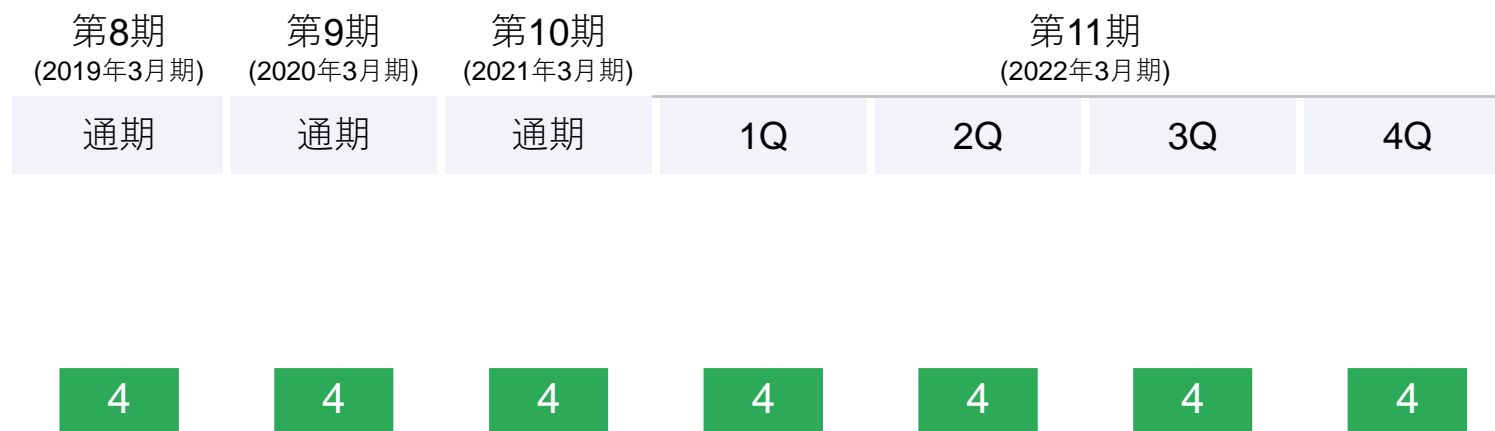 第8期 第9期 第10期 第11期
(2019年3月期) (2020年3月期) (2021年3月期) (2022年3月期)
通期 通期 通期 1Q 2Q 3Q 4Q
4 4 4 4 4 4 4